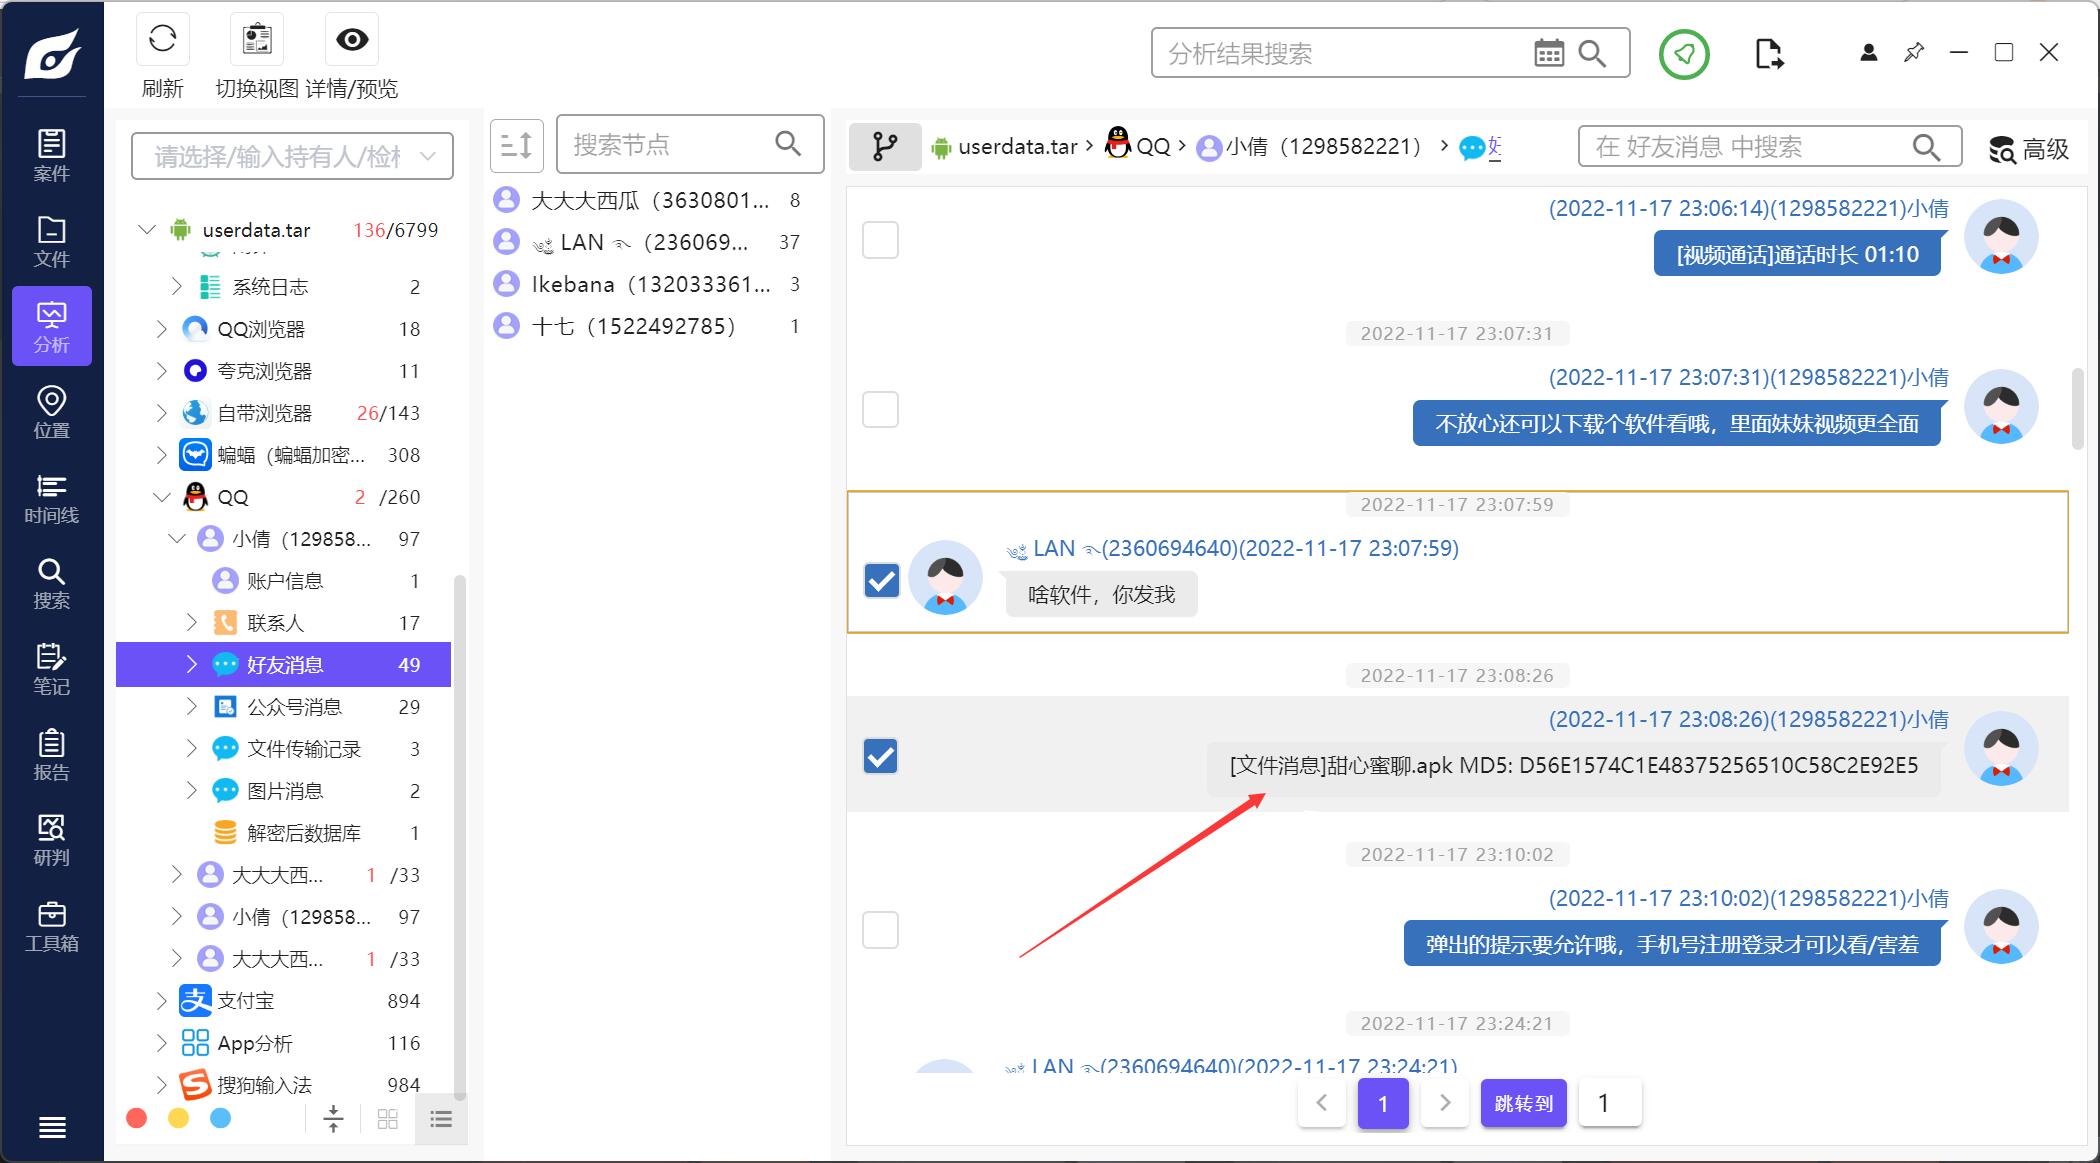 刷新
切换视图
详情/预览
分析结果搜索
案件
文件
分析
位置
时间线
搜索
笔记
报告
研判
工具箱
请选择/输入持有人/检
userdata.tar 136/6799
系统日志 2
QQ浏览器 18
夸克浏览器 11
自带浏览器 26/143
蝙蝠（蝙蝠加密... 308
QQ 2 /260
小倩（129858... 97
账户信息 1
联系人 17
好友消息 49
公众号消息 29
文件传输记录 3
图片消息 2
解密后数据库 1
大大大西... 1 /33
小倩（129858... 97
大大大西... 1 /33
支付宝 894
App分析 116
搜狗输入法 984
搜索节点
大大大西瓜（3630801... 8
LAN （236069... 37
Ikebana（132033361... 3
十七（1522492785） 1
userdata.tar › QQ › 小倩（1298582221） ›
在 好友消息 中搜索
高级
(2022-11-17 23:06:14)(1298582221)小倩
[视频通话]通话时长 01:10
2022-11-17 23:07:31
(2022-11-17 23:07:31)(1298582221)小倩
不放心还可以下载个软件看哦，里面妹妹视频更全面
2022-11-17 23:07:59
LAN (2360694640)(2022-11-17 23:07:59)
啥软件，你发我
2022-11-17 23:08:26
(2022-11-17 23:08:26)(1298582221)小倩
[文件消息]甜心蜜聊.apk MD5: D56E1574C1E48375256510C58C2E92E5
2022-11-17 23:10:02
(2022-11-17 23:10:02)(1298582221)小倩
弹出的提示要允许哦，手机号注册登录才可以看/害羞
2022-11-17 23:24:21
LAN (2360694640)(2022-11-17 23:24:21)
1
跳转到
1